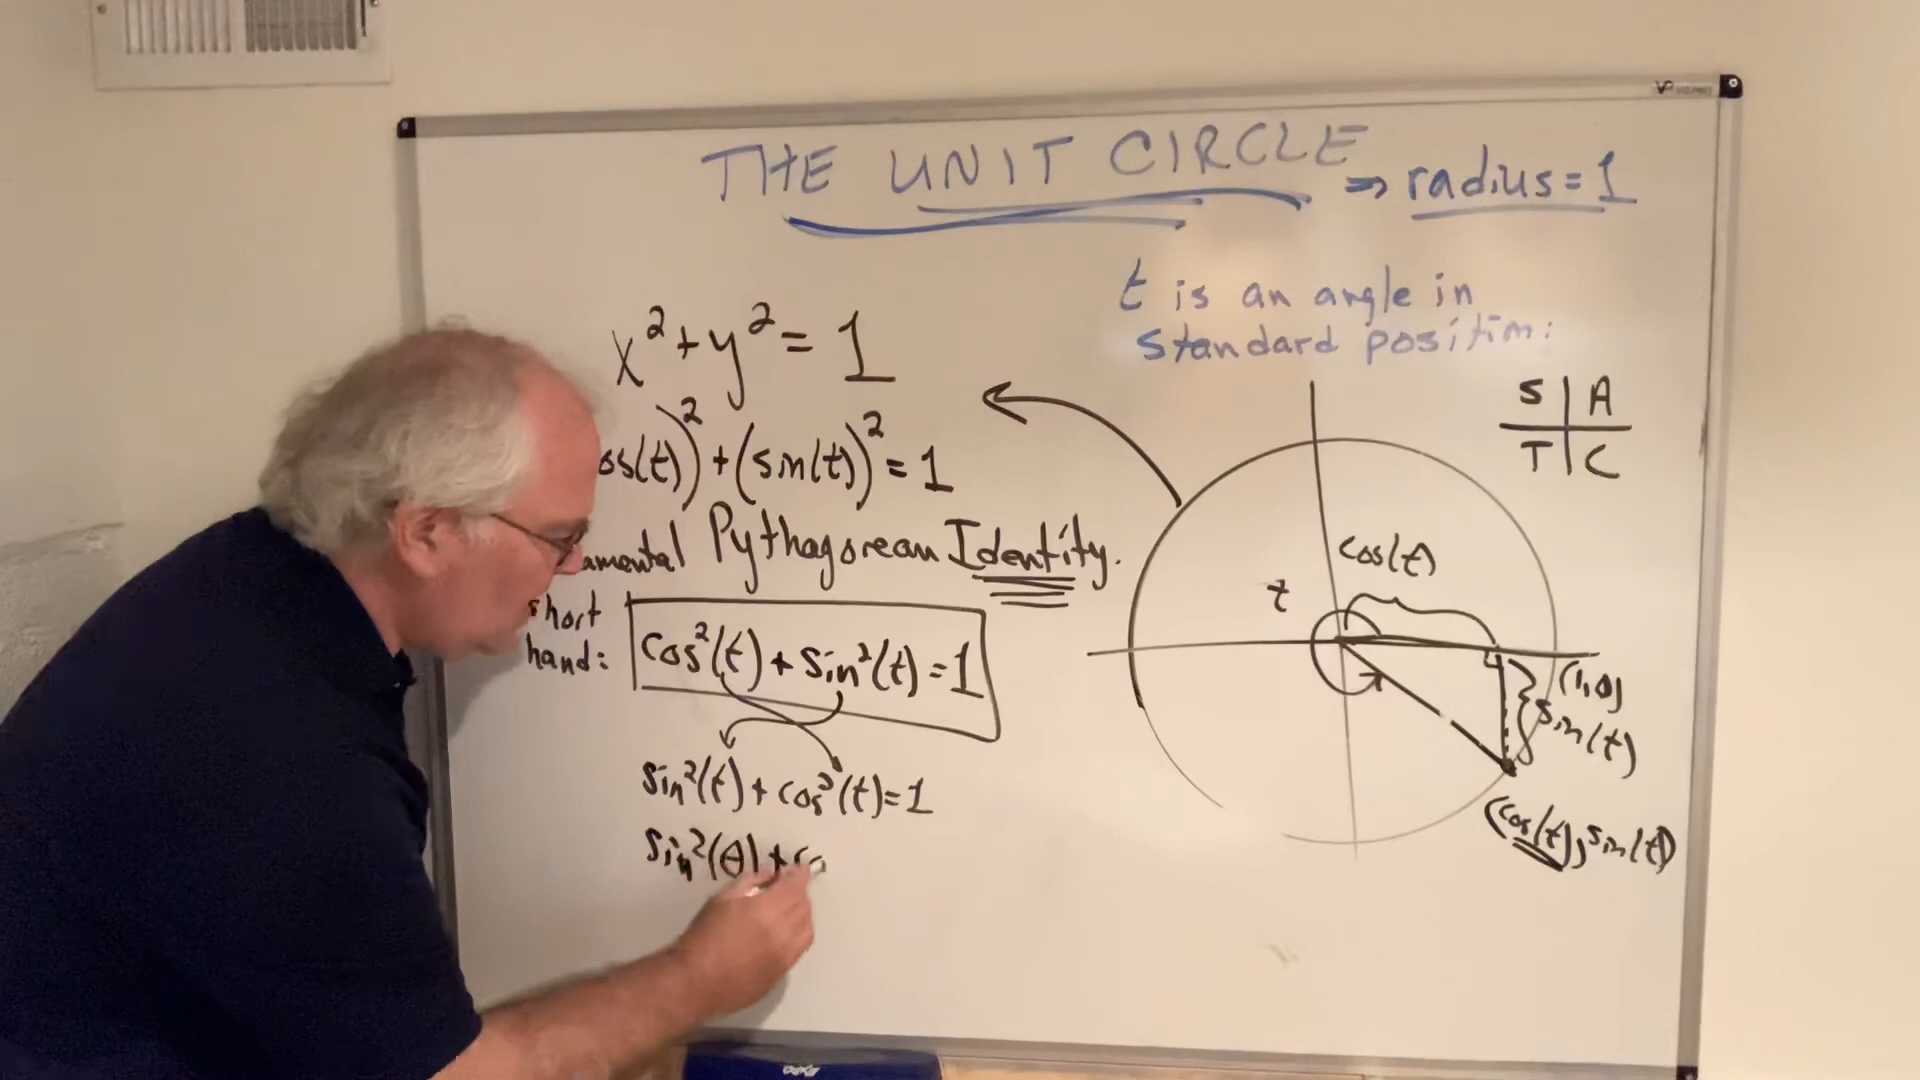 THE UNIT CIRCLE ⇒ radius = 1
t is an angle in
standard position:
x² + y² = 1
os(t))² + (sin(t))² = 1
amental Pythagorean Identity.
short
hand:
cos²(t) + sin²(t) = 1
sin²(t) + cos²(t) = 1
sin²(θ) + co
S A
T C
cos(t)
t
(1,0)
sin(t)
(cos(t), sin(t))